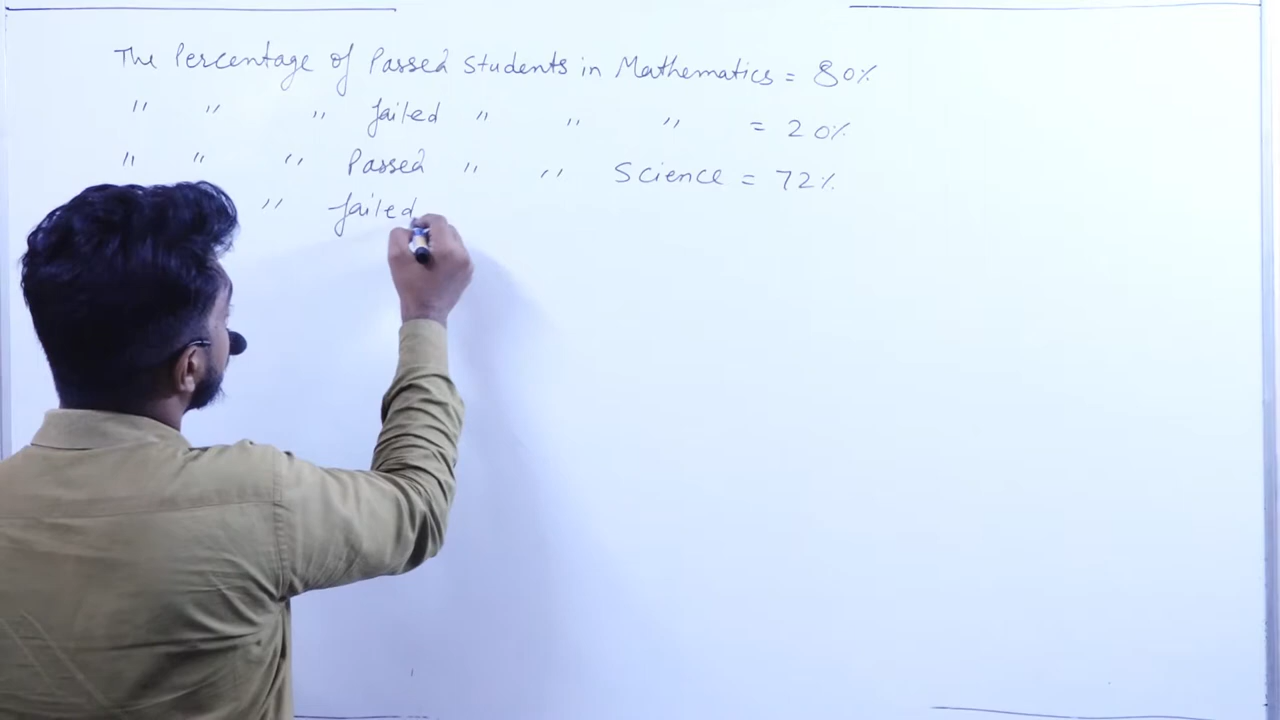 The Percentage of Passed Students in Mathematics = 80%
" " " failed " " " = 20%
" " " Passed " " Science = 72%
" failed